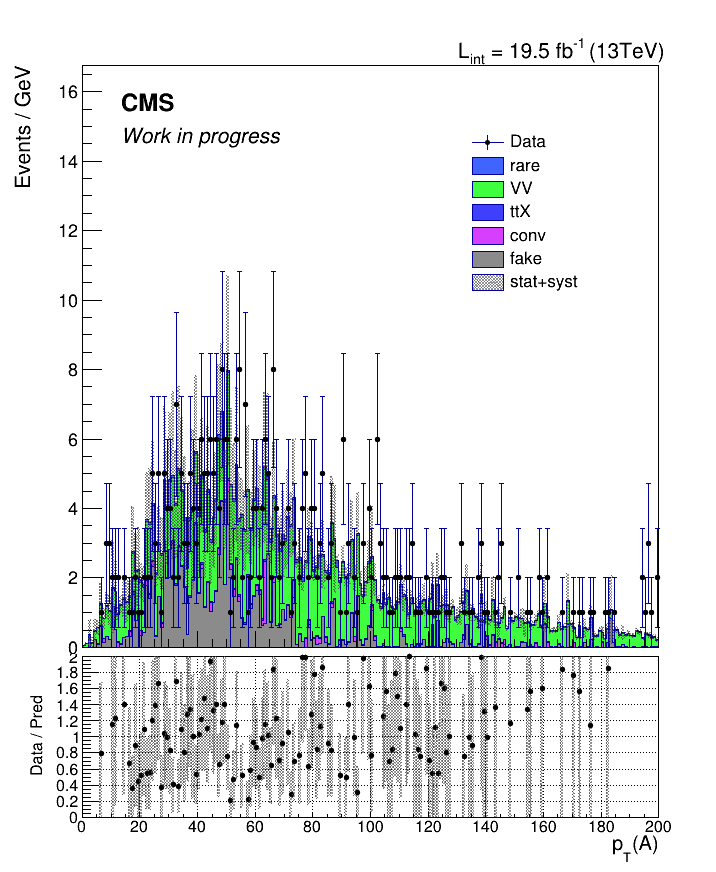 L_int = 19.5 fb^-1 (13TeV)
Events / GeV
16
14
12
10
8
6
4
2
0
CMS
Work in progress
Data
rare
VV
ttX
conv
fake
stat+syst
Data / Pred
2
1.8
1.6
1.4
1.2
1
0.8
0.6
0.4
0.2
0
0 20 40 60 80 100 120 140 160 180 200
p_T(A)